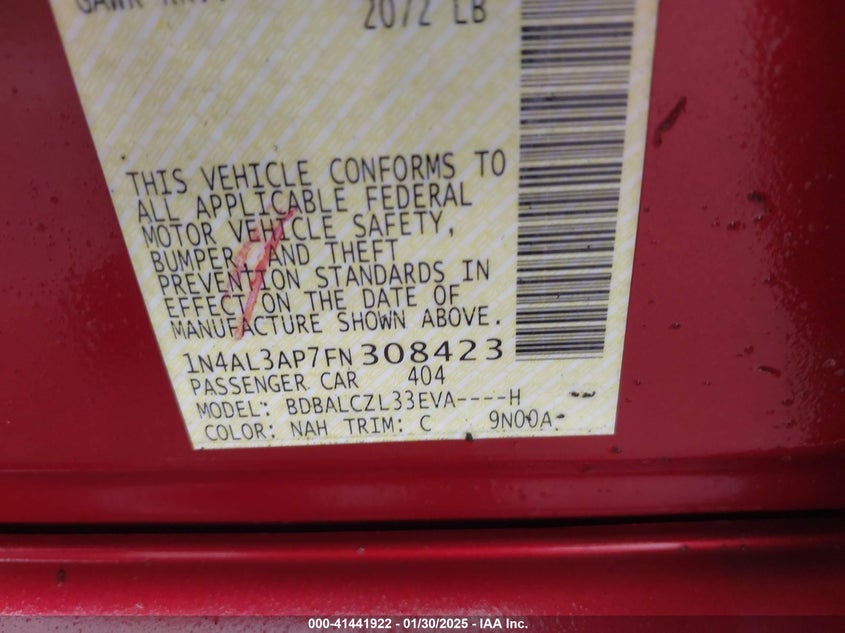 2072 LB
THIS VEHICLE CONFORMS TO
ALL APPLICABLE FEDERAL
MOTOR VEHICLE SAFETY,
BUMPER, AND THEFT
PREVENTION STANDARDS IN
EFFECT ON THE DATE OF
MANUFACTURE SHOWN ABOVE.
1N4AL3AP7FN308423
PASSENGER CAR 404
MODEL: BDBALCZL33EVA----H
COLOR: NAH TRIM: C 9N00A-
000-41441922 - 01/30/2025 - IAA Inc.